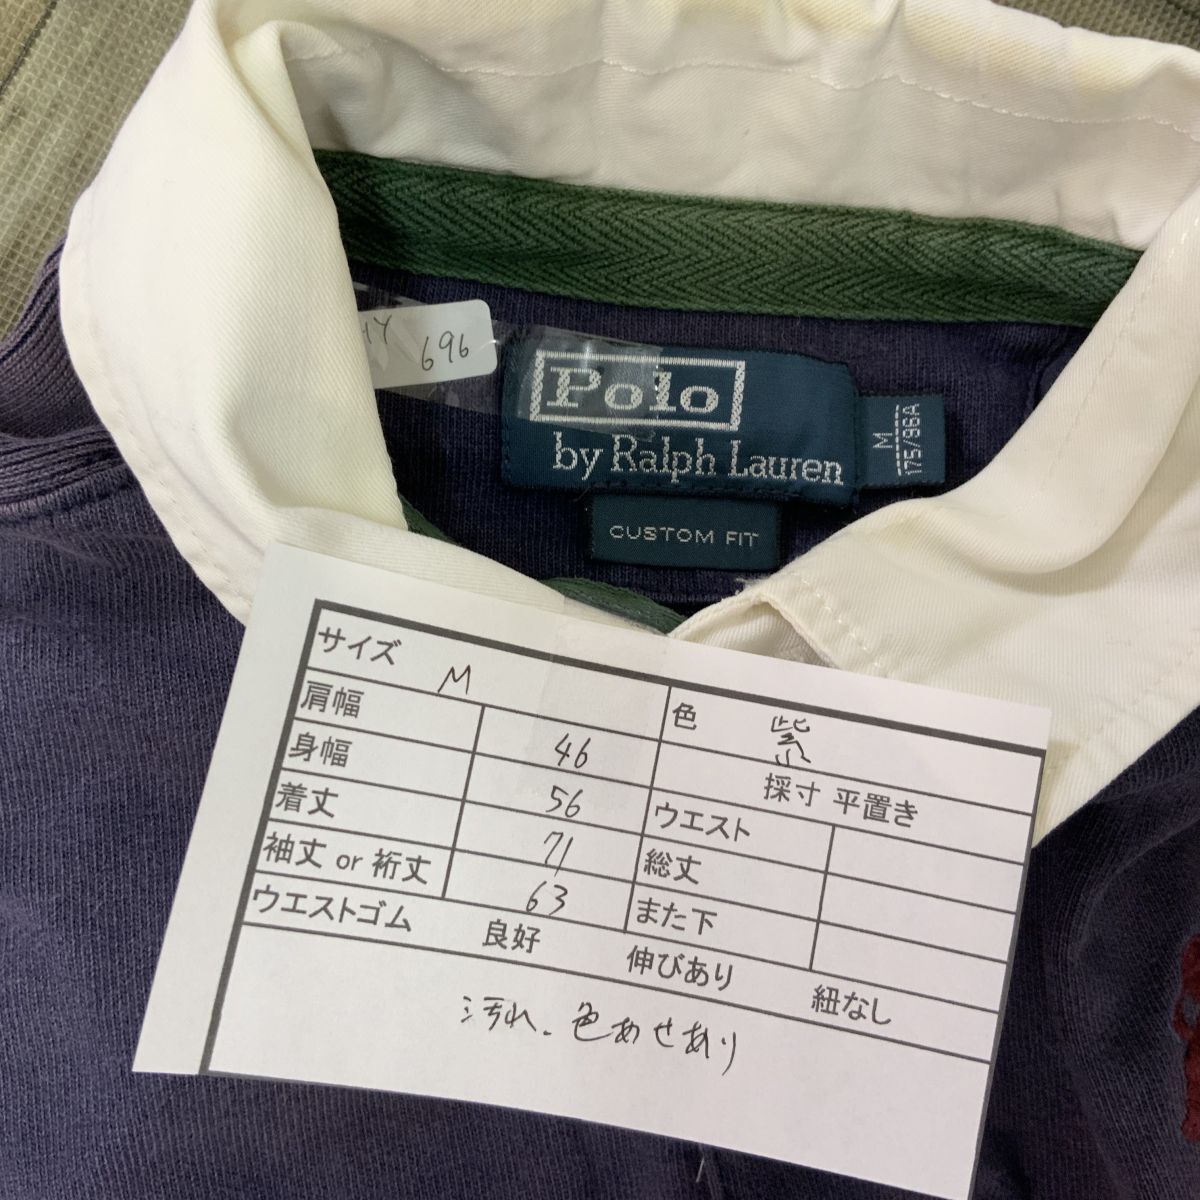 696
Polo
by Ralph Lauren
M
175/96A
CUSTOM FIT
サイズ M
色 紫
肩幅 46
採寸 平置き
身幅 56
ウエスト
着丈 71
総丈
袖丈 or 裄丈 63
また下
ウエストゴム 良好 伸びあり 紐なし
汚れ、色あせあり